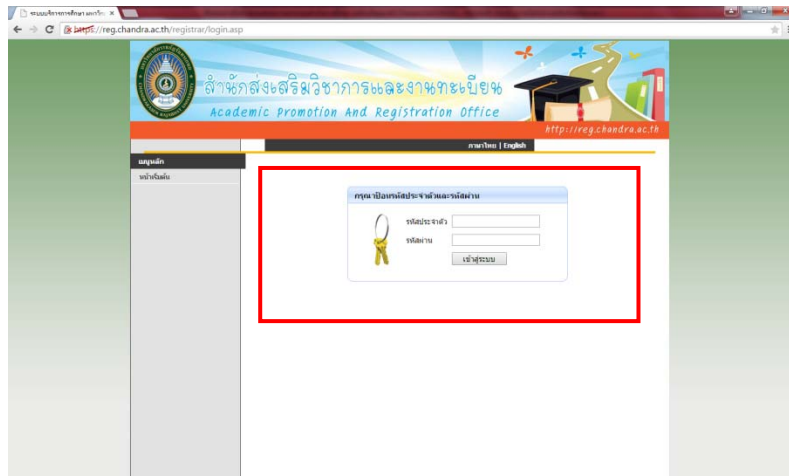 ระบบบริการการศึกษา มหาวิท
https://reg.chandra.ac.th/registrar/login.asp
สำนักส่งเสริมวิชาการและงานทะเบียน
Academic Promotion And Registration Office
http://reg.chandra.ac.th
ภาษาไทย | English
เมนูหลัก
หน้าเริ่มต้น
กรุณาป้อนรหัสประจำตัวและรหัสผ่าน
รหัสประจำตัว
รหัสผ่าน
เข้าสู่ระบบ